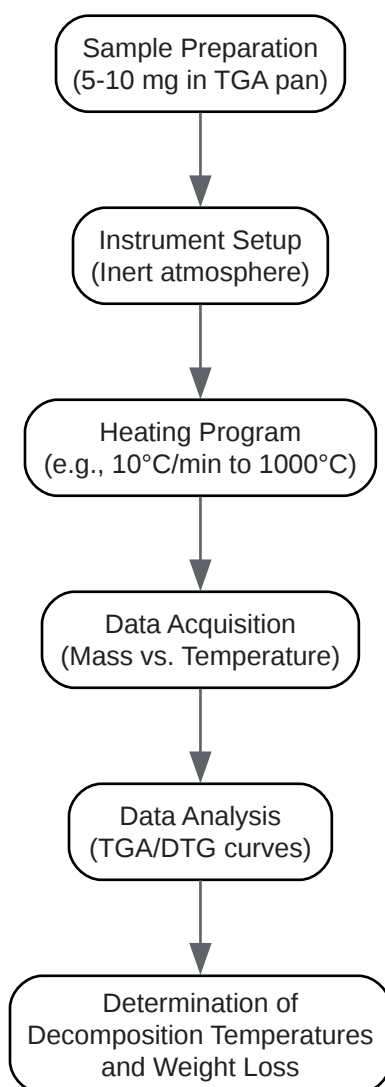 Sample Preparation
(5-10 mg in TGA pan)
Instrument Setup
(Inert atmosphere)
Heating Program
(e.g., 10°C/min to 1000°C)
Data Acquisition
(Mass vs. Temperature)
Data Analysis
(TGA/DTG curves)
Determination of
Decomposition Temperatures
and Weight Loss